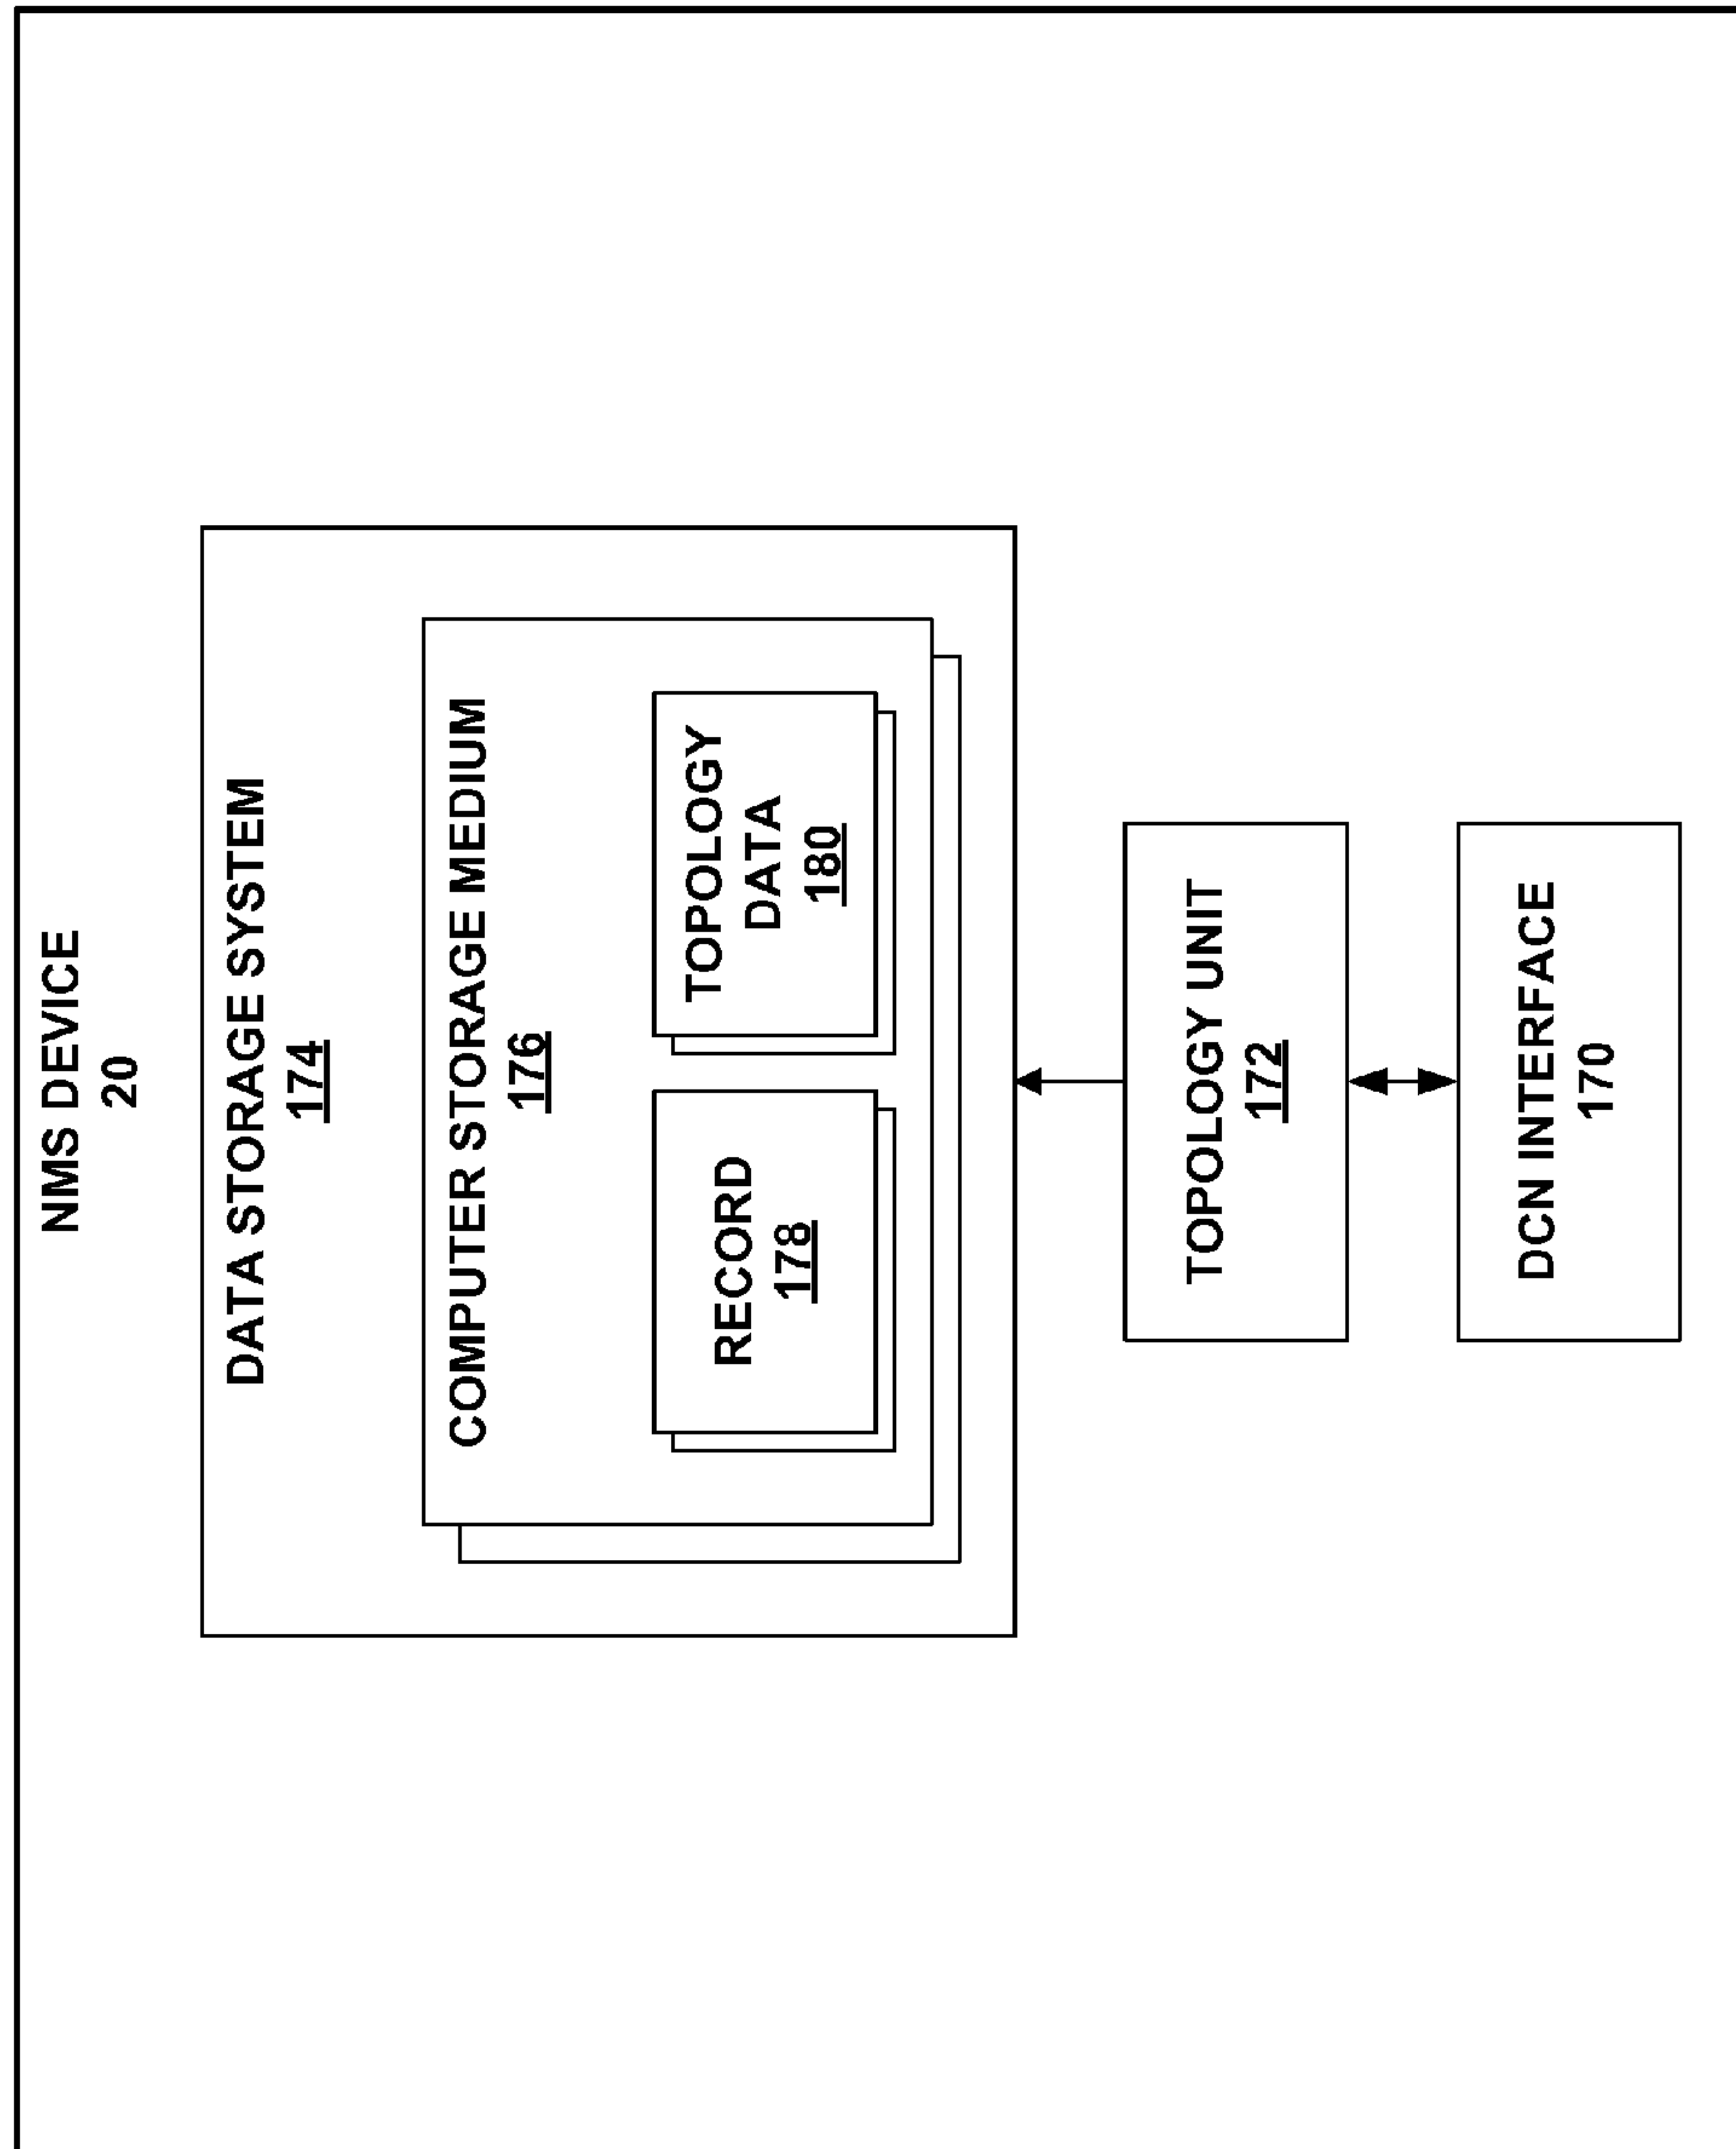 NMS DEVICE
20
DATA STORAGE SYSTEM
174
COMPUTER STORAGE MEDIUM
176
RECORD
178
TOPOLOGY
DATA
180
TOPOLOGY UNIT
172
DCN INTERFACE
170